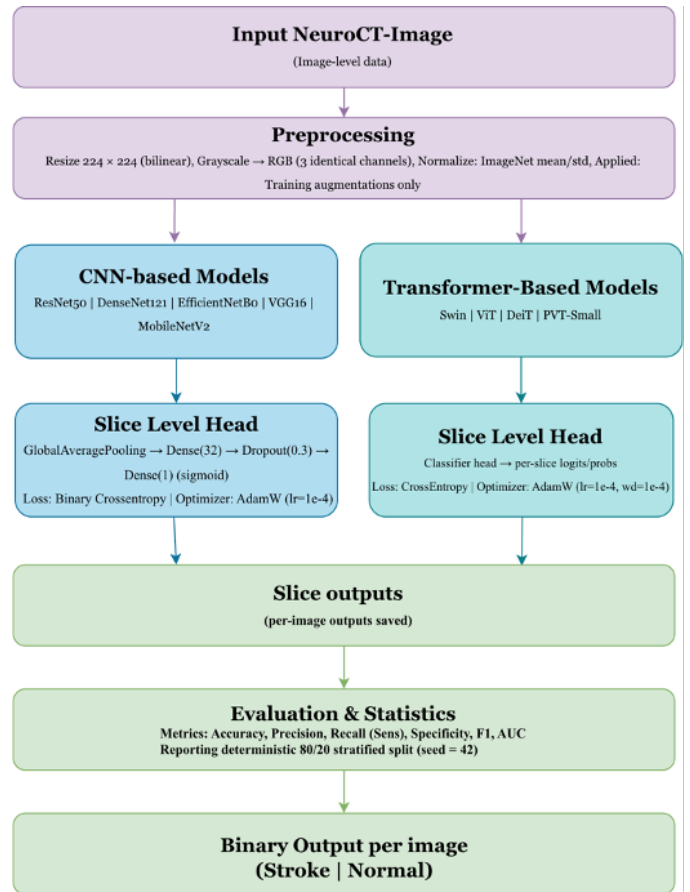 Input NeuroCT-Image
(Image-level data)
Preprocessing
Resize 224 × 224 (bilinear), Grayscale → RGB (3 identical channels), Normalize: ImageNet mean/std, Applied:
Training augmentations only
CNN-based Models
ResNet50 | DenseNet121 | EfficientNetB0 | VGG16 |
MobileNetV2
Transformer-Based Models
Swin | ViT | DeiT | PVT-Small
Slice Level Head
GlobalAveragePooling → Dense(32) → Dropout(0.3) →
Dense(1) (sigmoid)
Loss: Binary Crossentropy | Optimizer: AdamW (lr=1e-4)
Slice Level Head
Classifier head → per-slice logits/probs
Loss: CrossEntropy | Optimizer: AdamW (lr=1e-4, wd=1e-4)
Slice outputs
(per-image outputs saved)
Evaluation & Statistics
Metrics: Accuracy, Precision, Recall (Sens), Specificity, F1, AUC
Reporting deterministic 80/20 stratified split (seed = 42)
Binary Output per image
(Stroke | Normal)